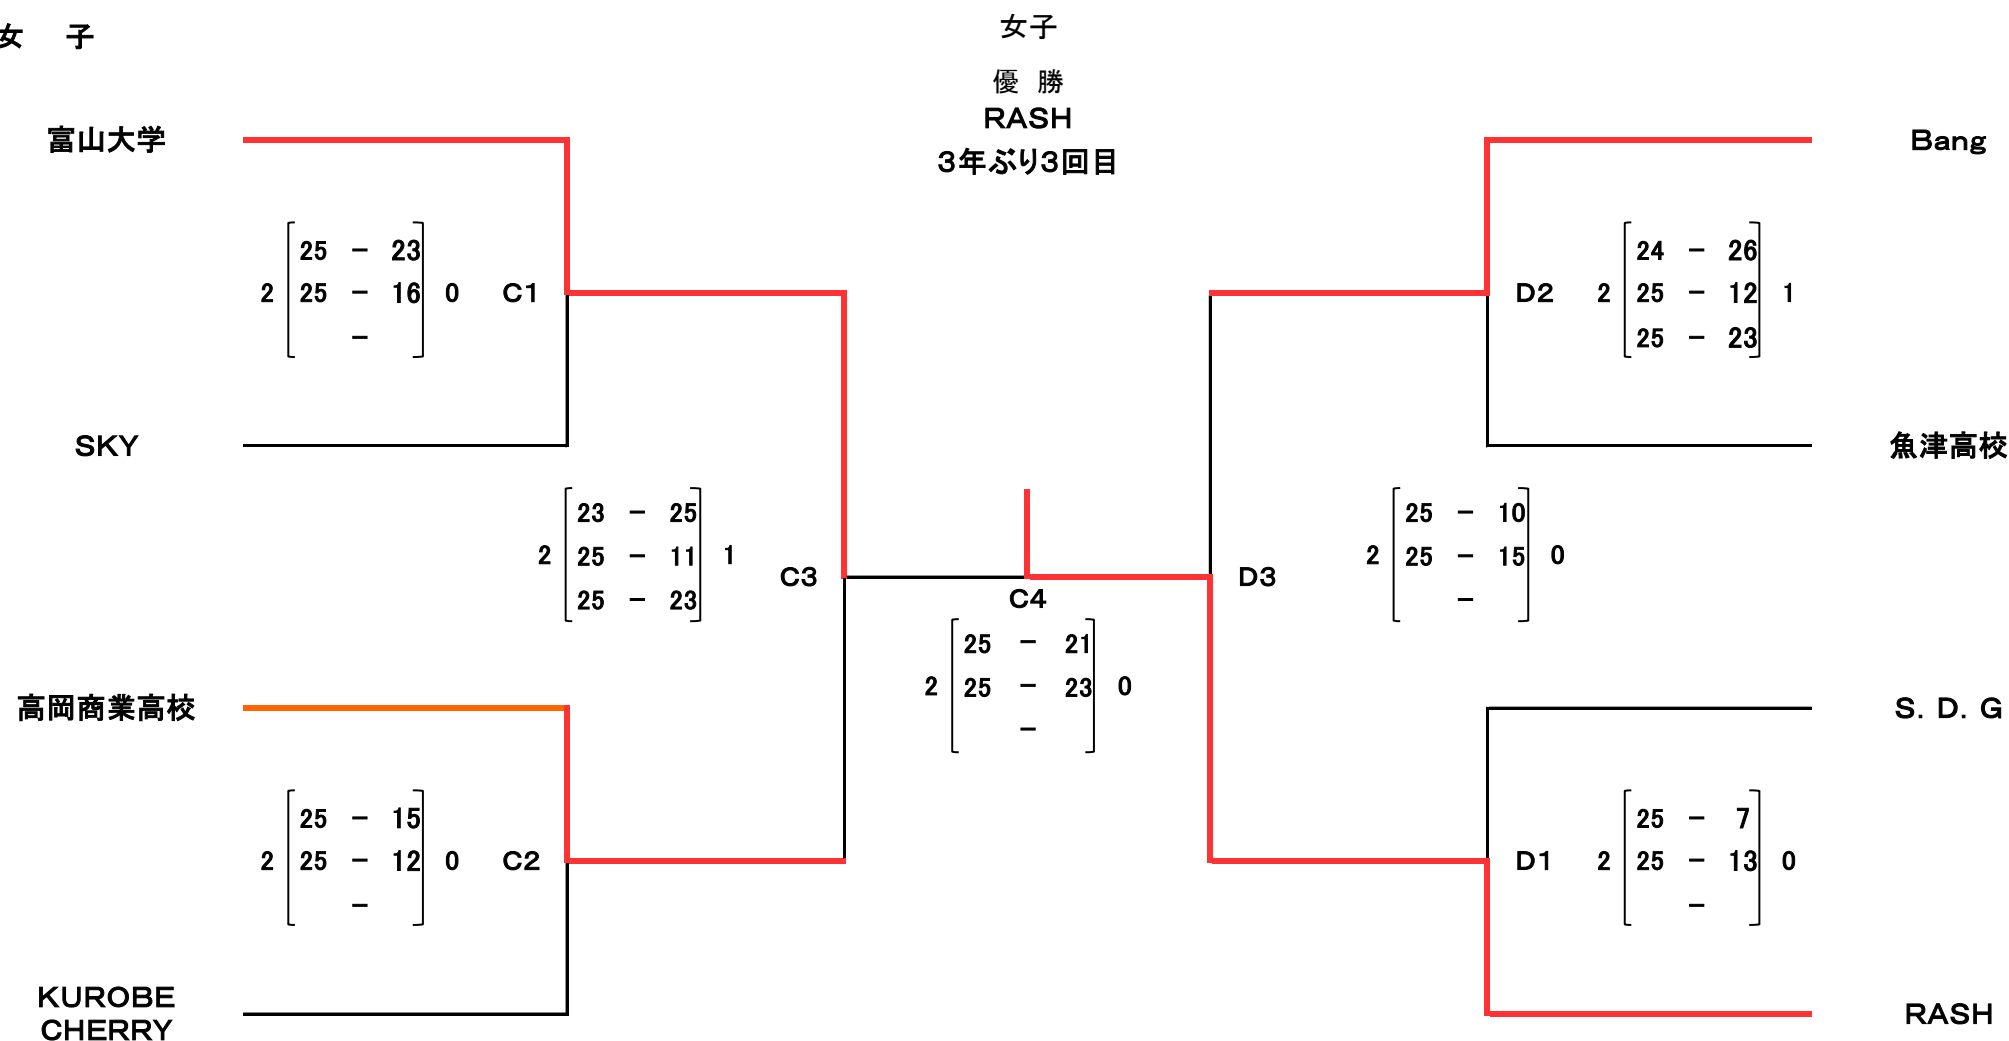 女 子
女子
優 勝
RASH
3年ぶり3回目
富山大学
Bang
25 - 23
2 25 - 16 0 C1
-
24 - 26
D2 2 25 - 12 1
25 - 23
SKY
魚津高校
23 - 25
2 25 - 11 1
25 - 23
C3
25 - 10
2 25 - 15 0
-
D3
C4
25 - 21
2 25 - 23 0
-
高岡商業高校
S. D. G
25 - 15
2 25 - 12 0 C2
-
25 - 7
D1 2 25 - 13 0
-
KUROBE
CHERRY
RASH